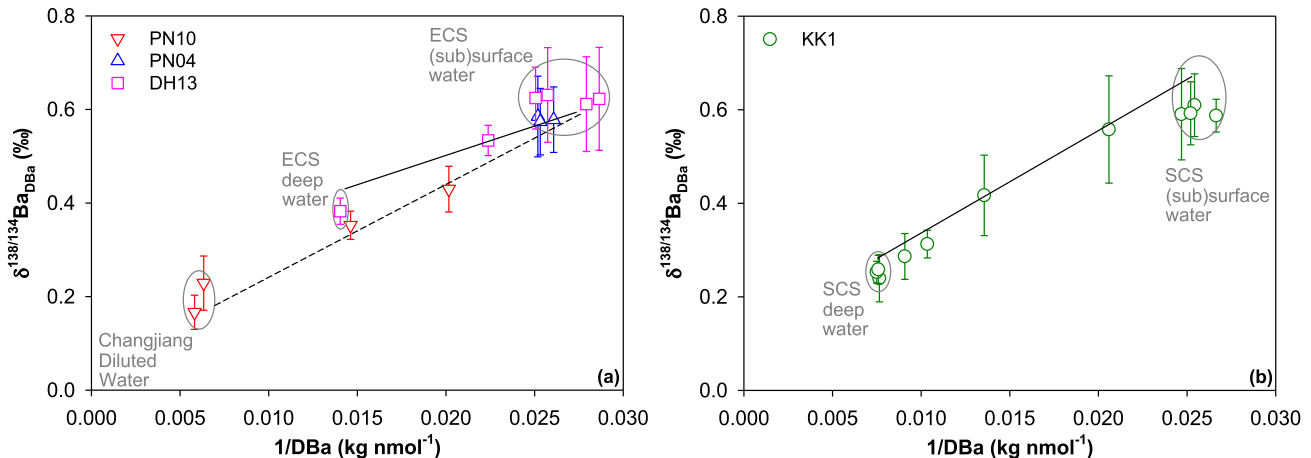 0.8
0.6
0.4
0.2
0.0
δ138/134BaDBa (‰)
PN10
PN04
DH13
ECS
(sub)surface
water
ECS
deep
water
Changjiang
Diluted
Water
(a)
0.000 0.005 0.010 0.015 0.020 0.025 0.030
1/DBa (kg nmol-1)
0.8
0.6
0.4
0.2
0.0
δ138/134BaDBa (‰)
KK1
SCS
(sub)surface
water
SCS
deep
water
(b)
0.000 0.005 0.010 0.015 0.020 0.025 0.030
1/DBa (kg nmol-1)